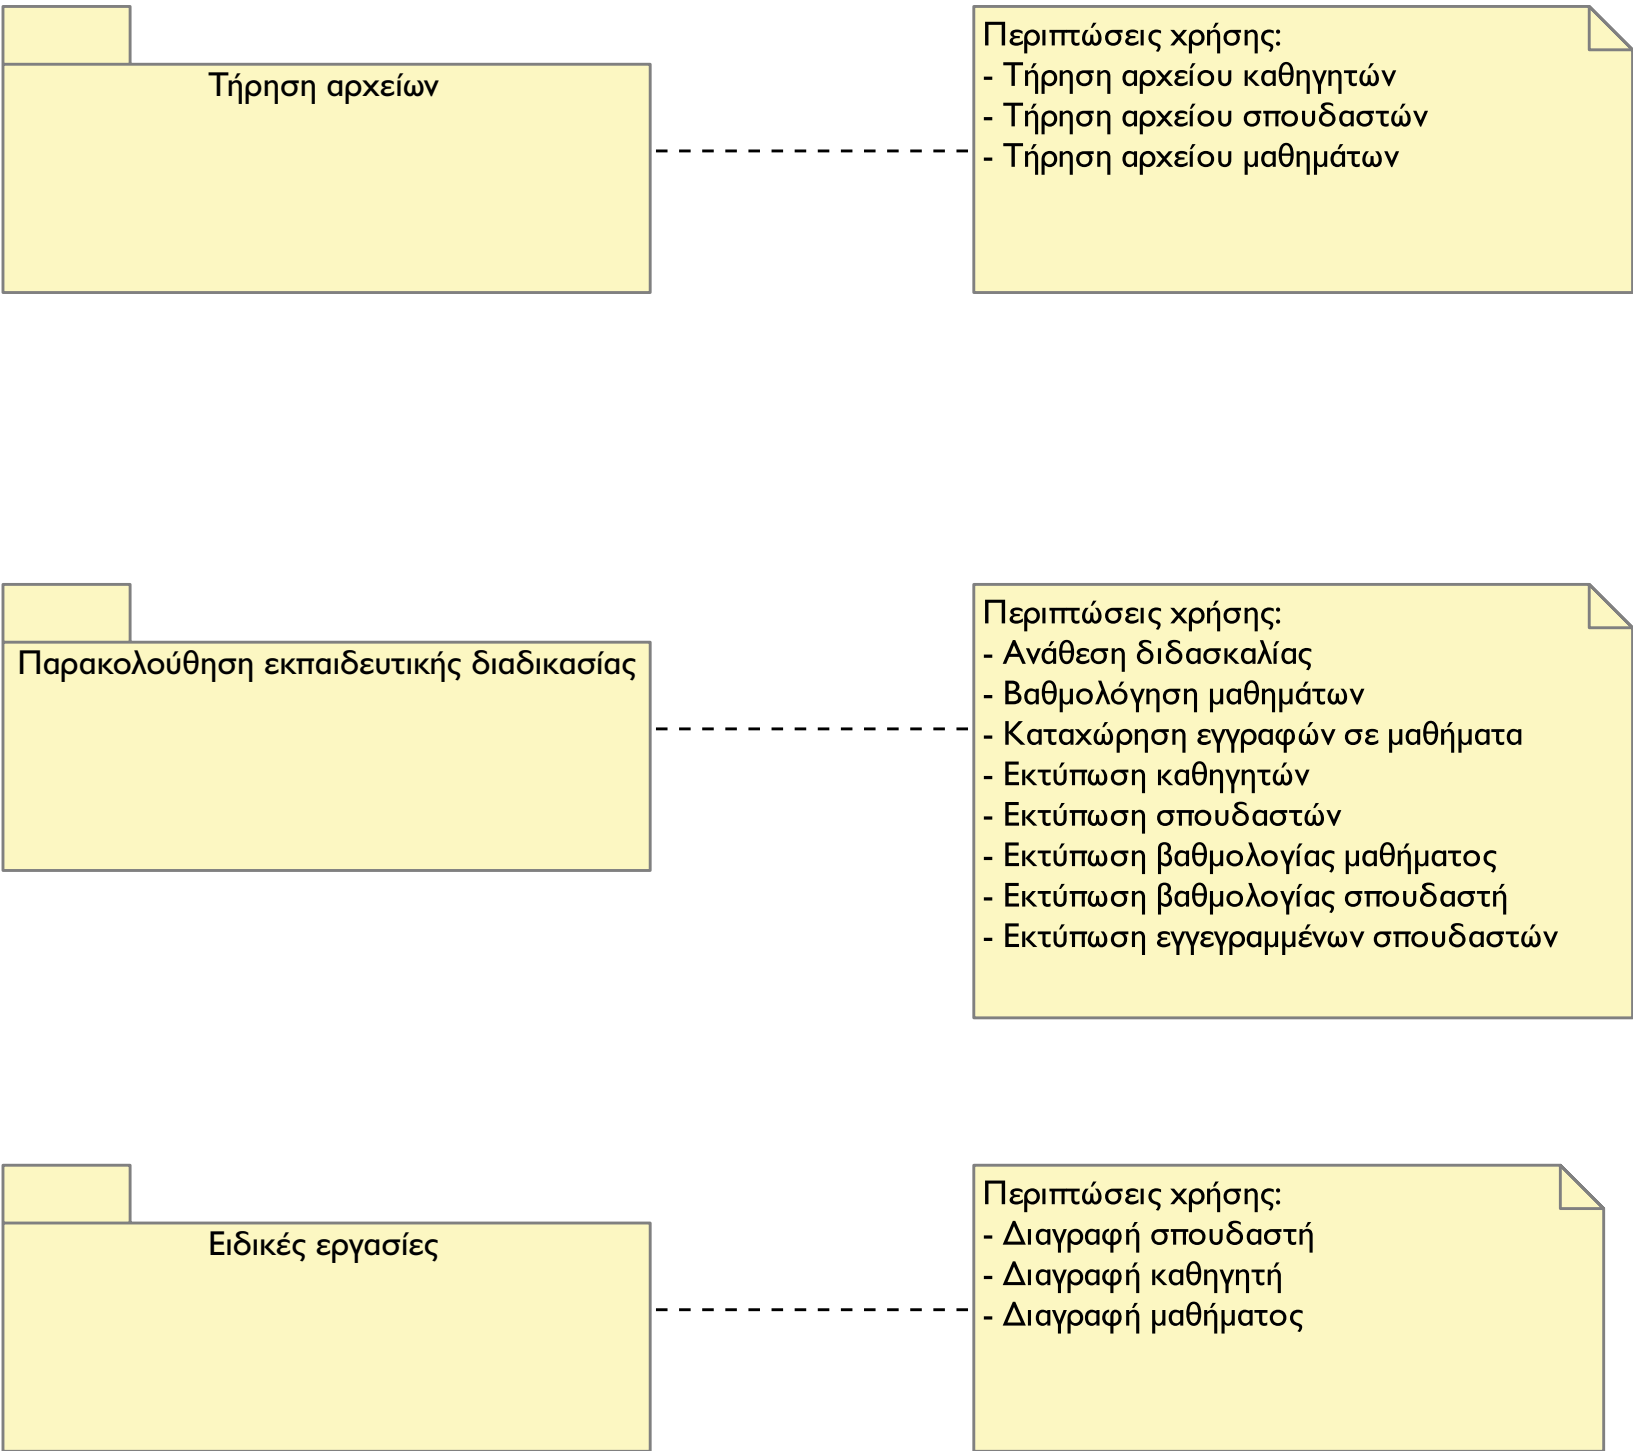 Τήρηση αρχείων
Περιπτώσεις χρήσης:
- Τήρηση αρχείου καθηγητών
- Τήρηση αρχείου σπουδαστών
- Τήρηση αρχείου μαθημάτων
Παρακολούθηση εκπαιδευτικής διαδικασίας
Περιπτώσεις χρήσης:
- Ανάθεση διδασκαλίας
- Βαθμολόγηση μαθημάτων
- Καταχώρηση εγγραφών σε μαθήματα
- Εκτύπωση καθηγητών
- Εκτύπωση σπουδαστών
- Εκτύπωση βαθμολογίας μαθήματος
- Εκτύπωση βαθμολογίας σπουδαστή
- Εκτύπωση εγγεγραμμένων σπουδαστών
Ειδικές εργασίες
Περιπτώσεις χρήσης:
- Διαγραφή σπουδαστή
- Διαγραφή καθηγητή
- Διαγραφή μαθήματος